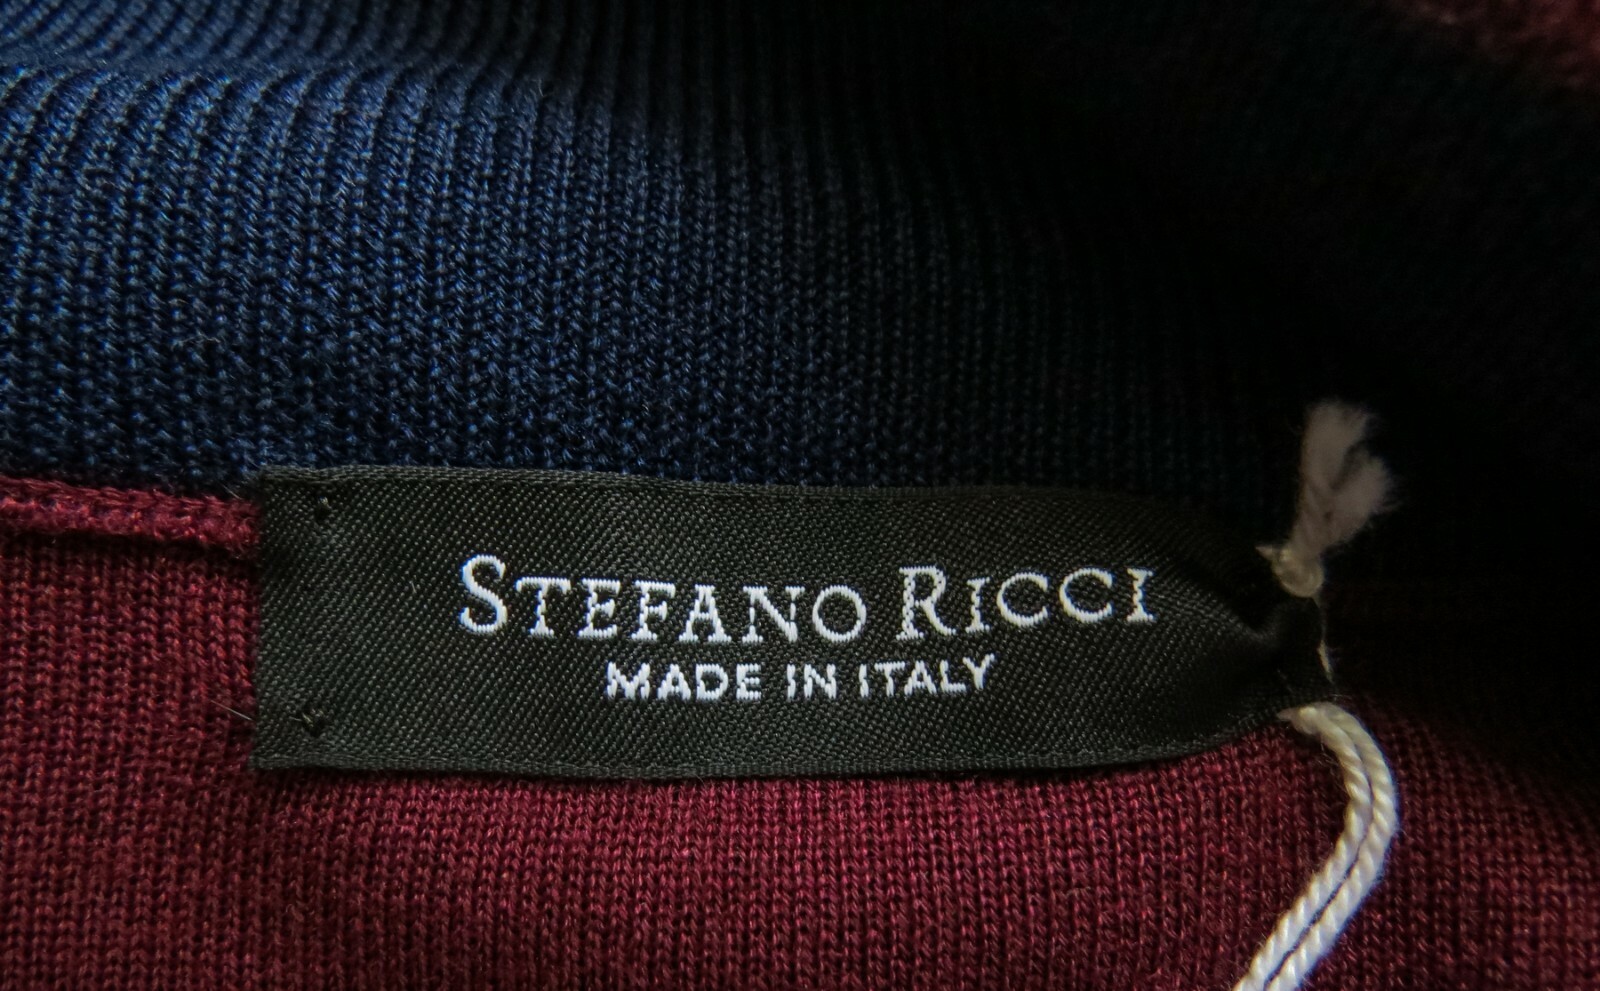 STEFANO RICCI
MADE IN ITALY